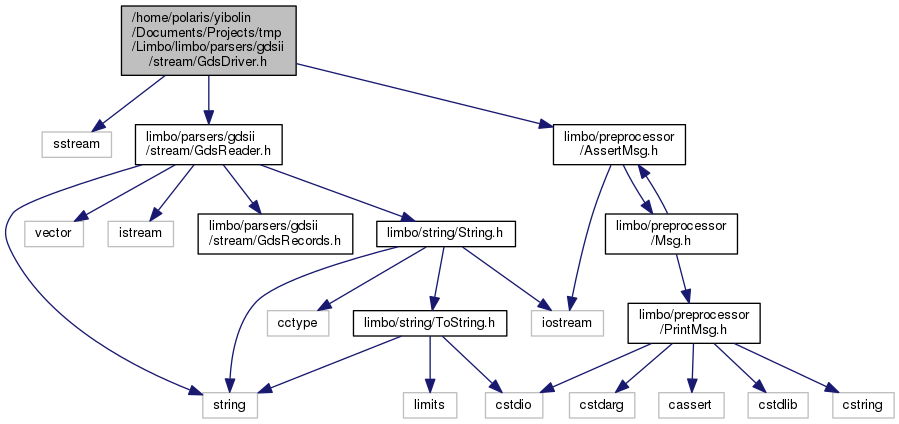 /home/polaris/yibolin
/Documents/Projects/tmp
/Limbo/limbo/parsers/gdsii
/stream/GdsDriver.h
sstream
limbo/parsers/gdsii
/stream/GdsReader.h
limbo/preprocessor
/AssertMsg.h
vector
istream
limbo/parsers/gdsii
/stream/GdsRecords.h
limbo/string/String.h
limbo/preprocessor
/Msg.h
cctype
limbo/string/ToString.h
iostream
limbo/preprocessor
/PrintMsg.h
string
limits
cstdio
cstdarg
cassert
cstdlib
cstring